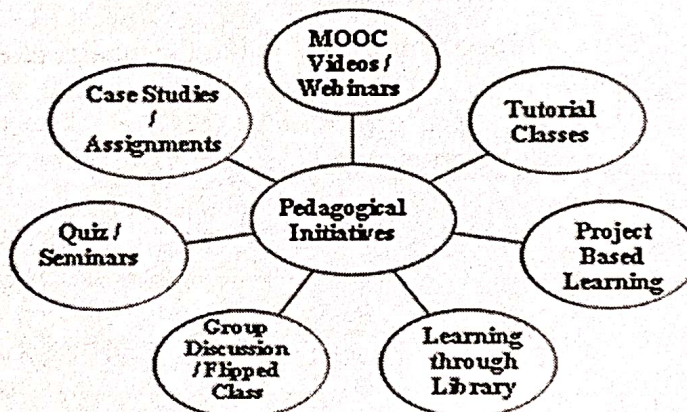 MOOC
Videos /
Webinars
Case Studies
/
Assignments
Tutorial
Classes
Pedagogical
Initiatives
Quiz /
Seminars
Project
Based
Learning
Group
Discussion
/ Flipped
Class
Learning
through
Library